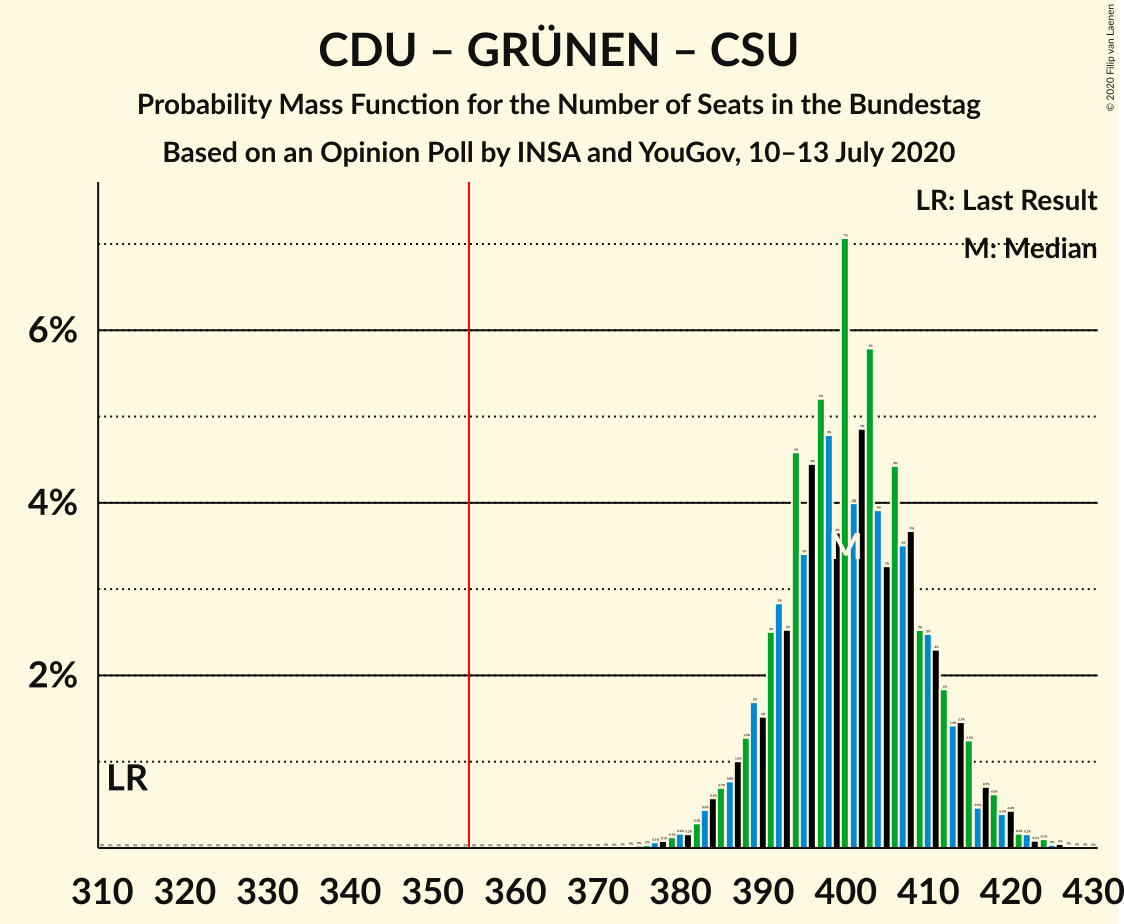 CDU – GRÜNEN – CSU
Probability Mass Function for the Number of Seats in the Bundestag
Based on an Opinion Poll by INSA and YouGov, 10–13 July 2020
© 2020 Filip van Laenen
LR: Last Result
M: Median
6%
4%
2%
M
LR
310 320 330 340 350 360 370 380 390 400 410 420 430